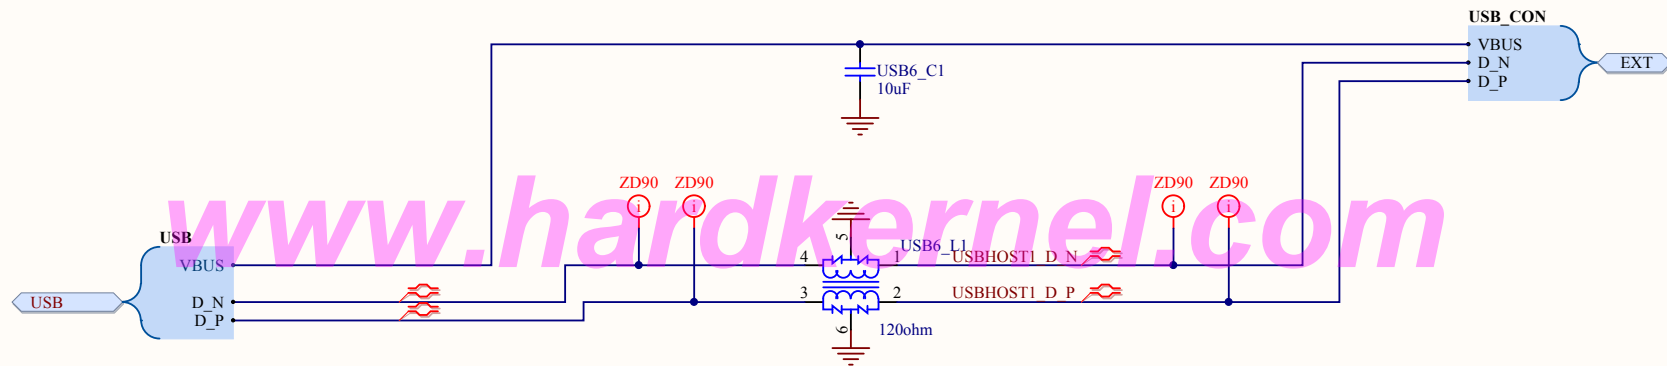 USB_CON
VBUS
D_N
EXT
D_P
USB6_C1
10uF
ZD90
ZD90
ZD90
ZD90
i
i
i
i
www.hardkernel.com
USB
5
USB6_L1
VBUS
4
1
USBHOST1_D_N
USB
D_N
3
2
USBHOST1_D_P
D_P
6
120ohm